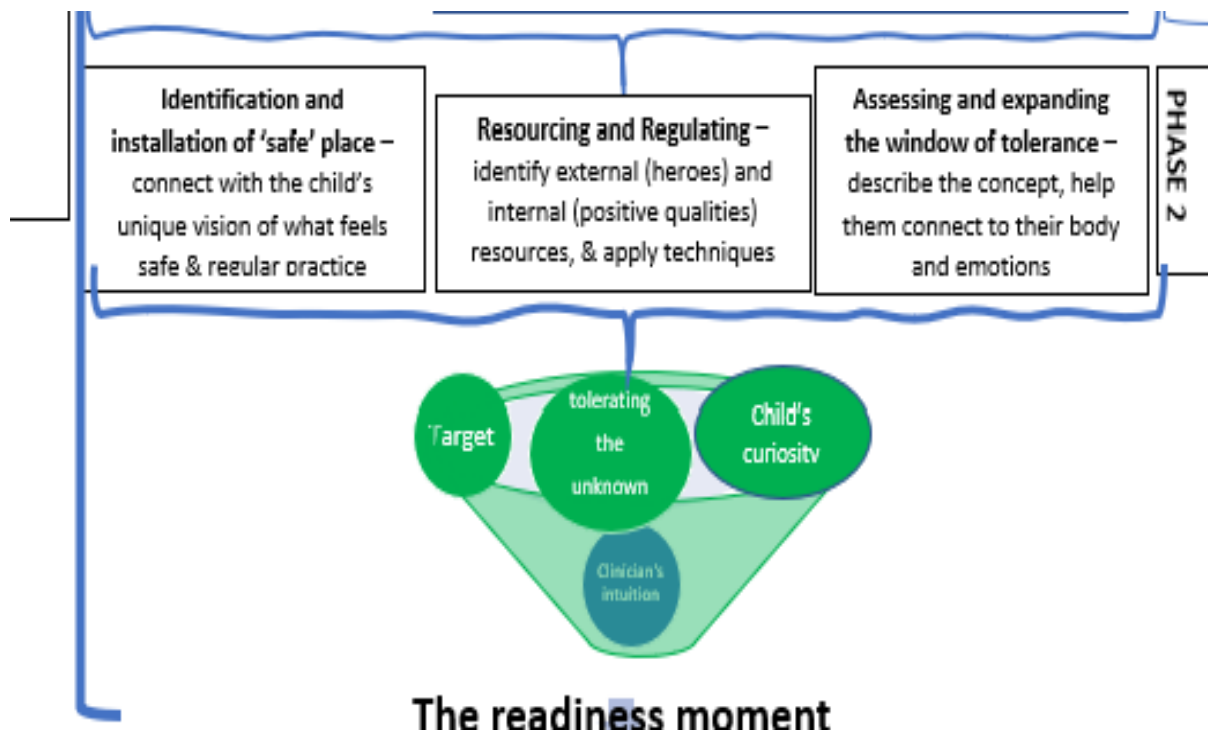 Identification and
installation of ‘safe’ place –
connect with the child’s
unique vision of what feels
safe & regular practice
Resourcing and Regulating –
identify external (heroes) and
internal (positive qualities)
resources, & apply techniques
Assessing and expanding
the window of tolerance –
describe the concept, help
them connect to their body
and emotions
PHASE 2
Target
tolerating
the
unknown
Child’s
curiosity
Clinician’s
intuition
The readiness moment